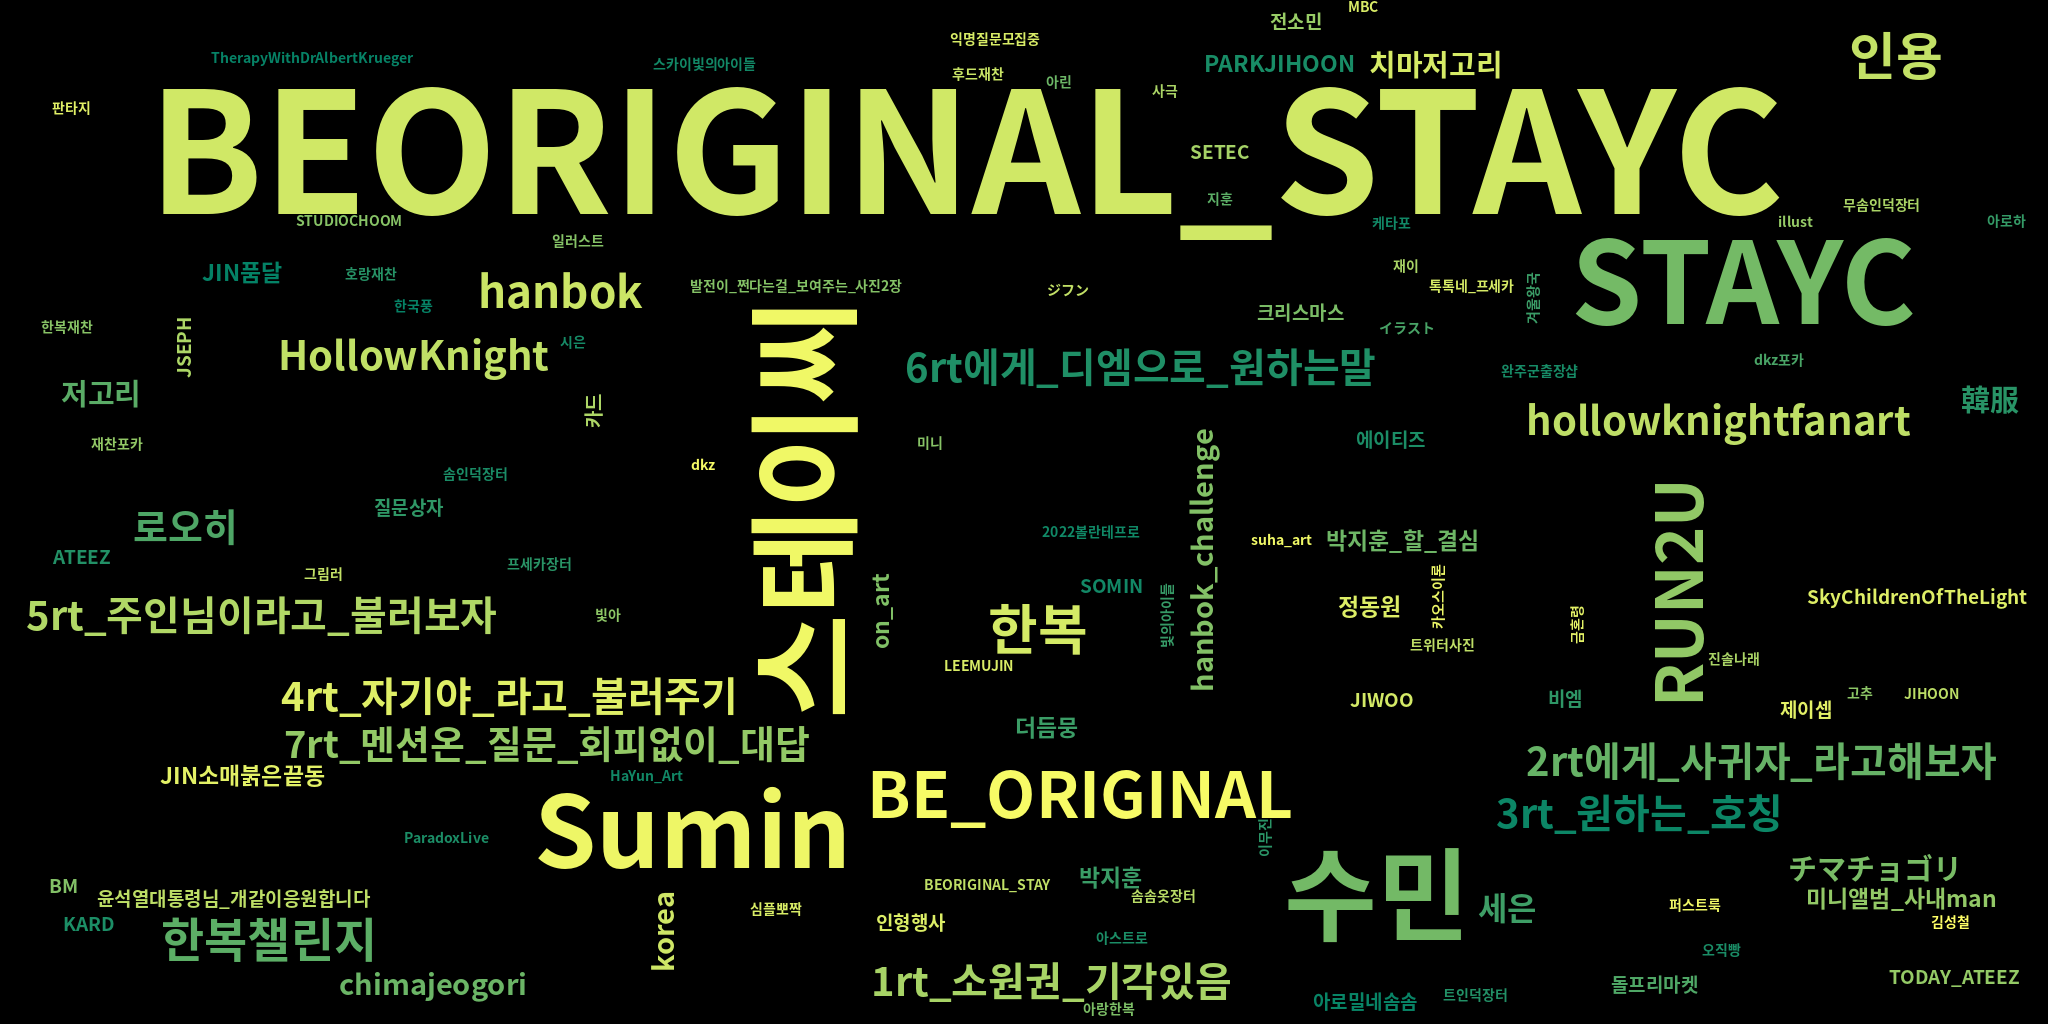 MBC
전소민
익명질문모집중
인용
TherapyWithDrAlbertKrueger
스카이빛의아이들
PARKJIHOON
치마저고리
후드재찬
아린
사극
판타지
BEORIGINAL_STAYC
SETEC
지훈
무솜인덕장터
STUDIOCHOOM
케타포
illust
아로하
일러스트
STAYC
JIN품달
호랑재찬
hanbok
발전이_쩐다는걸_보여주는_사진2장
ジフン
재이
톡톡네_프세카
겨울왕국
한국풍
크리스마스
한복재찬
JSEPH
HollowKnight
시은
스테이씨
イラスト
6rt에게_디엠으로_원하는말
완주군출장샵
dkz포카
저고리
카드
韓服
hollowknightfanart
재찬포카
미니
에이티즈
솜인덕장터
dkz
hanbok_challenge
질문상자
로오히
RUN2U
2022볼란테프로
suha_art
박지훈_할_결심
ATEEZ
프세카장터
그림러
on_art
SOMIN
빛의아이들
카오스이론
정동원
금혼령
SkyChildrenOfTheLight
5rt_주인님이라고_불러보자
빛아
한복
트위터사진
진솔나래
LEEMUJIN
4rt_자기야_라고_불러주기
JIWOO
비엠
고추
JIHOON
제이셉
더듬뭉
7rt_멘션온_질문_회피없이_대답
2rt에게_사귀자_라고해보자
JIN소매붉은끝동
HaYun_Art
BE_ORIGINAL
3rt_원하는_호칭
Sumin
ParadoxLive
이무진
수민
チマチョゴリ
BM
윤석열대통령님_개같이응원합니다
BEORIGINAL_STAY
박지훈
솜솜옷장터
미니앨범_사내man
세은
퍼스트룩
심플뽀짝
KARD
한복챌린지
korea
인형행사
김성철
아스트로
오직빵
chimajeogori
1rt_소원권_기각있음
TODAY_ATEEZ
돌프리마켓
아로밀네솜솜
트인덕장터
아랑한복